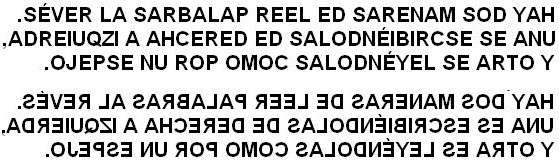 .SÉVER LA SARBALAP REEL ED SARENAM SOD YAH
,ADREIUQZI A AHCERED ED SALODNÉIBIRCSE SE ANU
.OJEPSE NU ROP OMOC SALODNÉYEL SE ARTO Y
HAY DOS MANERAS DE LEER PALABRAS AL REVÉS.
UNA ES ESCRIBIÉNDOLAS DE DERECHA A IZQUIERDA,
Y OTRA ES LEYÉNDOLAS COMO POR UN ESPEJO.